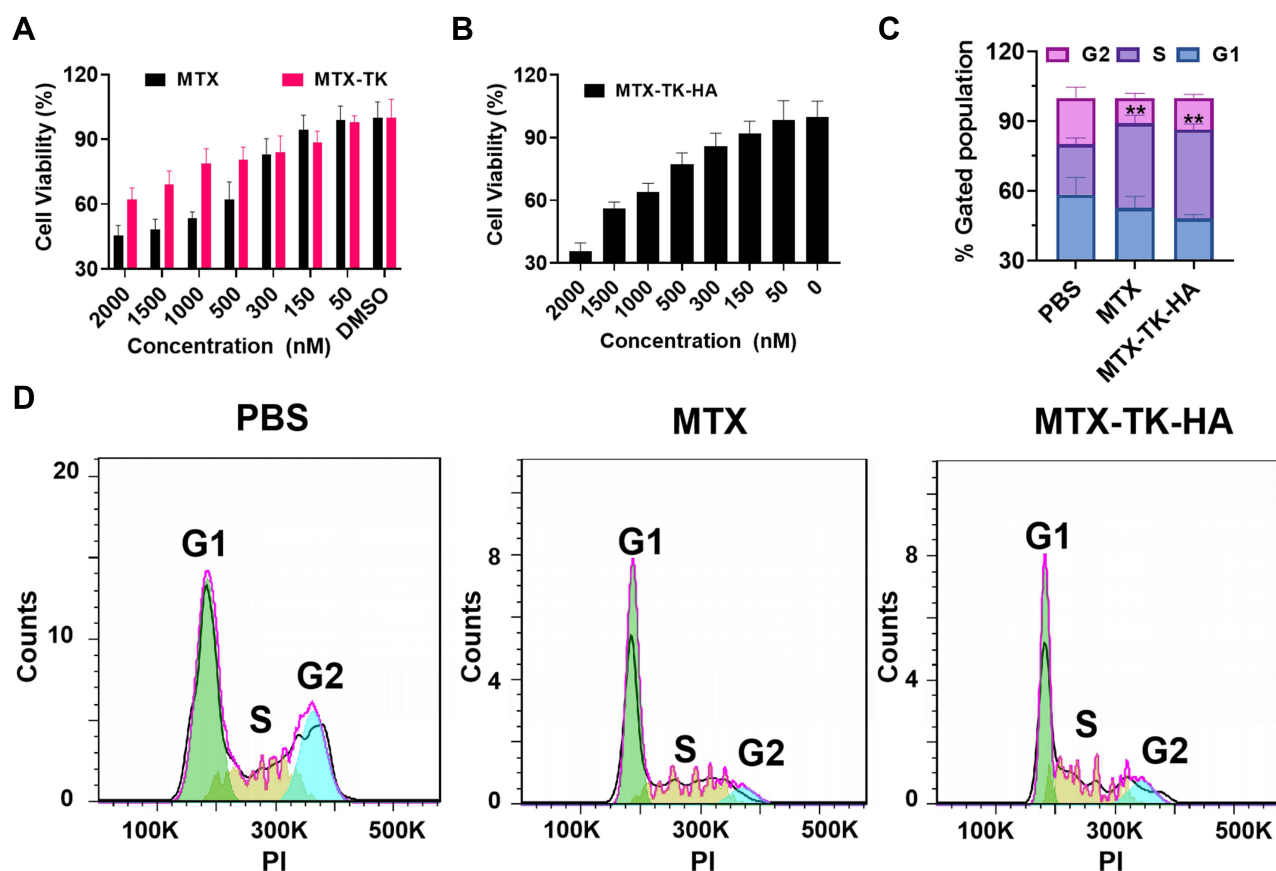 A
MTX
MTX-TK
Cell Viability (%)
120
90
60
30
2000
1500
1000
500
300
150
50
DMSO
Concentration (nM)
B
MTX-TK-HA
Cell Viability (%)
120
90
60
30
2000
1500
1000
500
300
150
50
0
Concentration (nM)
C
G2
S
G1
% Gated population
120
90
60
30
**
**
PBS
MTX
MTX-TK-HA
D
PBS
Counts
20
10
0
G1
S
G2
100K
300K
500K
PI
MTX
Counts
8
4
0
G1
S
G2
100K
300K
500K
PI
MTX-TK-HA
Counts
8
4
0
G1
S
G2
100K
300K
500K
PI